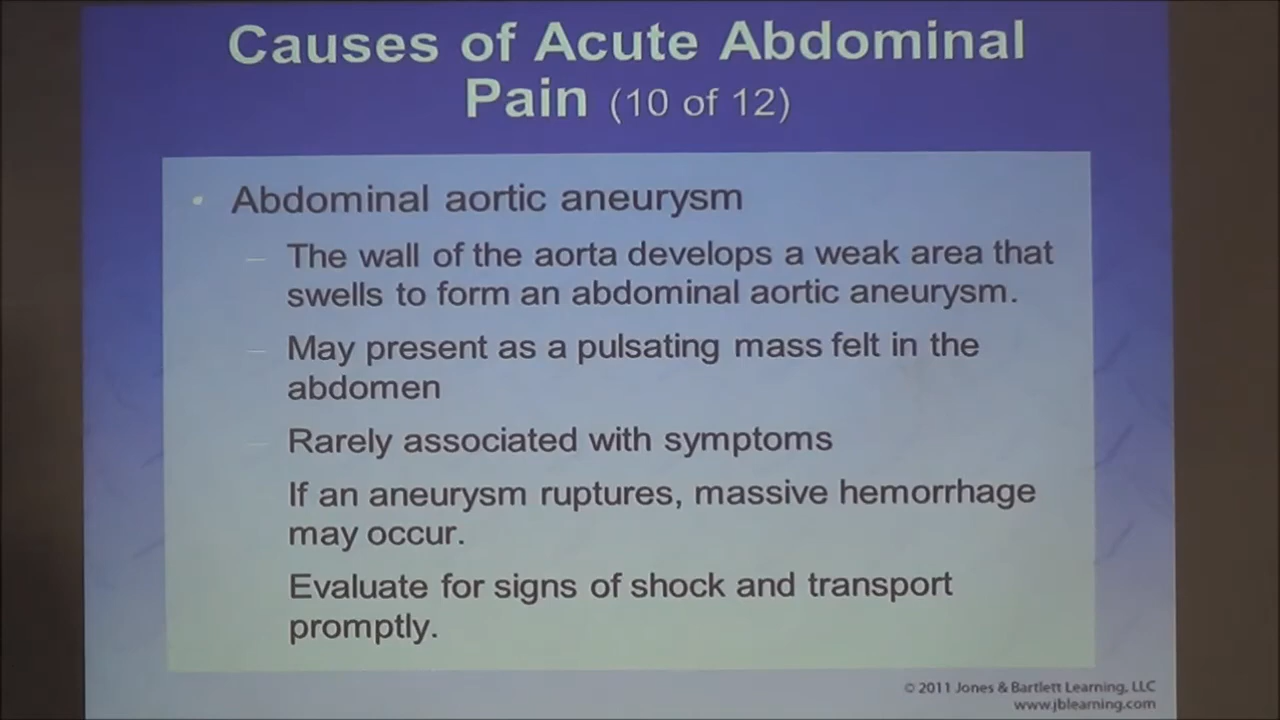 Causes of Acute Abdominal
Pain (10 of 12)
• Abdominal aortic aneurysm
– The wall of the aorta develops a weak area that
swells to form an abdominal aortic aneurysm.
– May present as a pulsating mass felt in the
abdomen
– Rarely associated with symptoms
If an aneurysm ruptures, massive hemorrhage
may occur.
Evaluate for signs of shock and transport
promptly.
© 2011 Jones & Bartlett Learning, LLC
www.jblearning.com